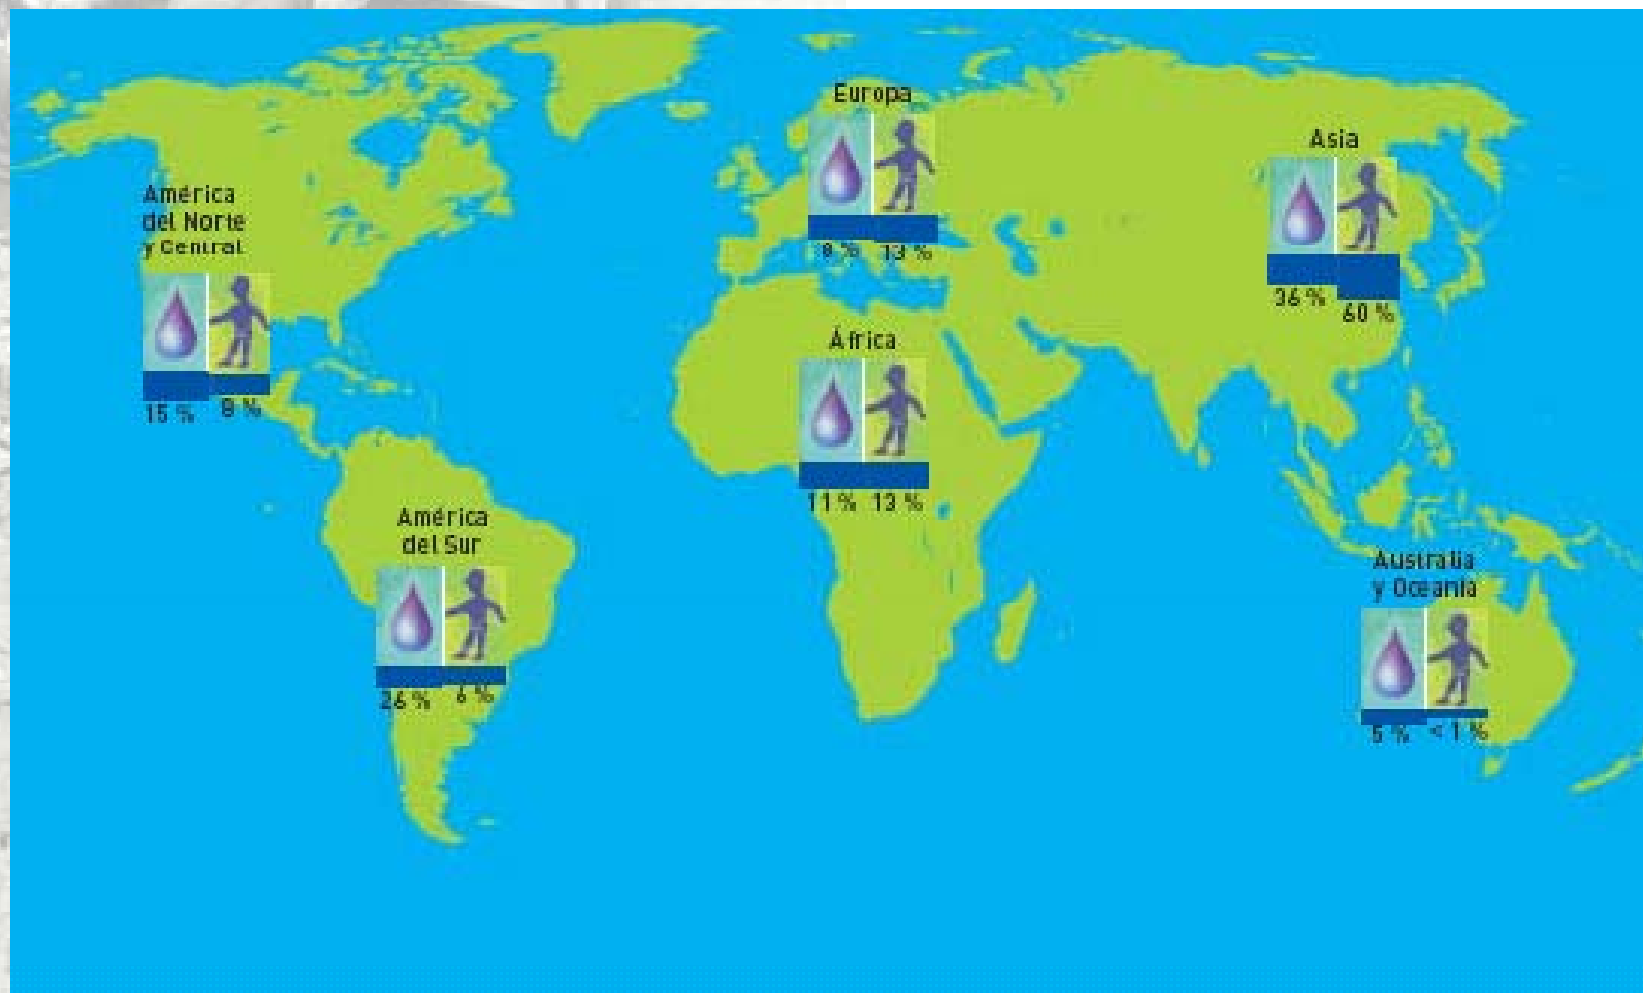 Europa
8 % 13 %
Asia
36 %
60 %
América
del Norte
y Central
15 % 8 %
África
11 % 13 %
América
del Sur
26 % 6 %
Australia
y Oceanía
5 % < 1 %